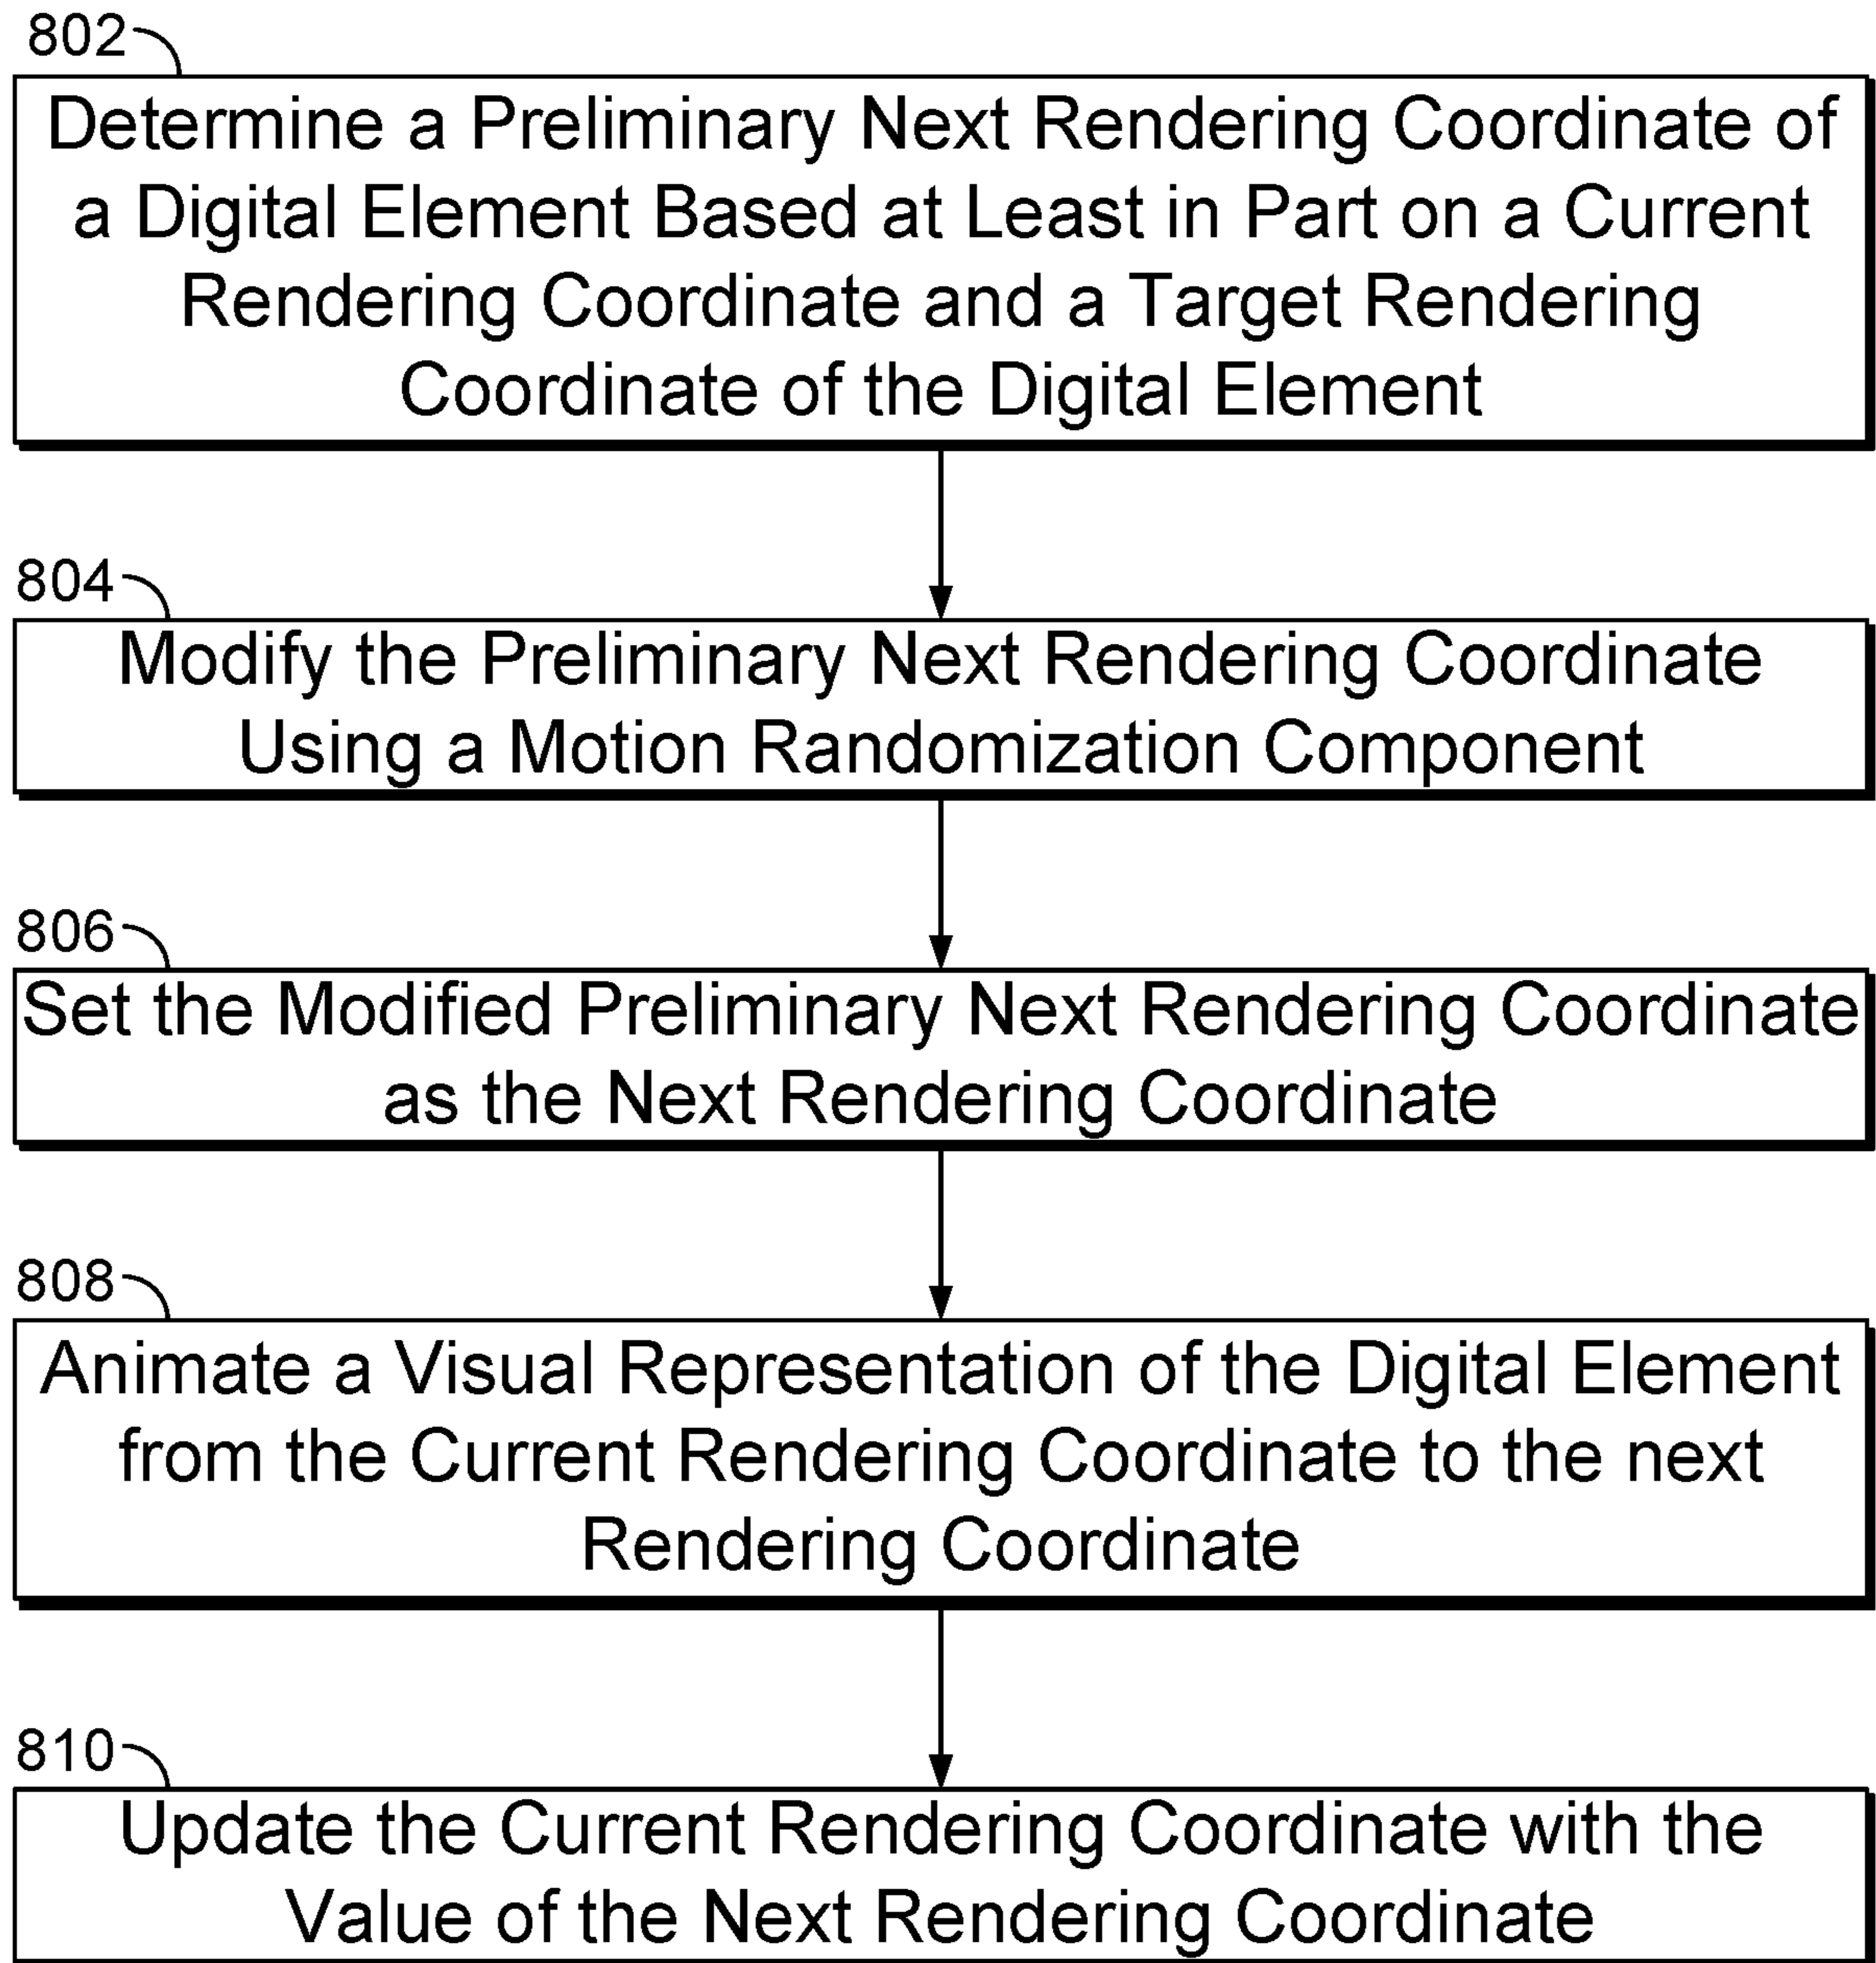 802
Determine a Preliminary Next Rendering Coordinate of
a Digital Element Based at Least in Part on a Current
Rendering Coordinate and a Target Rendering
Coordinate of the Digital Element
804
Modify the Preliminary Next Rendering Coordinate
Using a Motion Randomization Component
806
Set the Modified Preliminary Next Rendering Coordinate
as the Next Rendering Coordinate
808
Animate a Visual Representation of the Digital Element
from the Current Rendering Coordinate to the next
Rendering Coordinate
810
Update the Current Rendering Coordinate with the
Value of the Next Rendering Coordinate